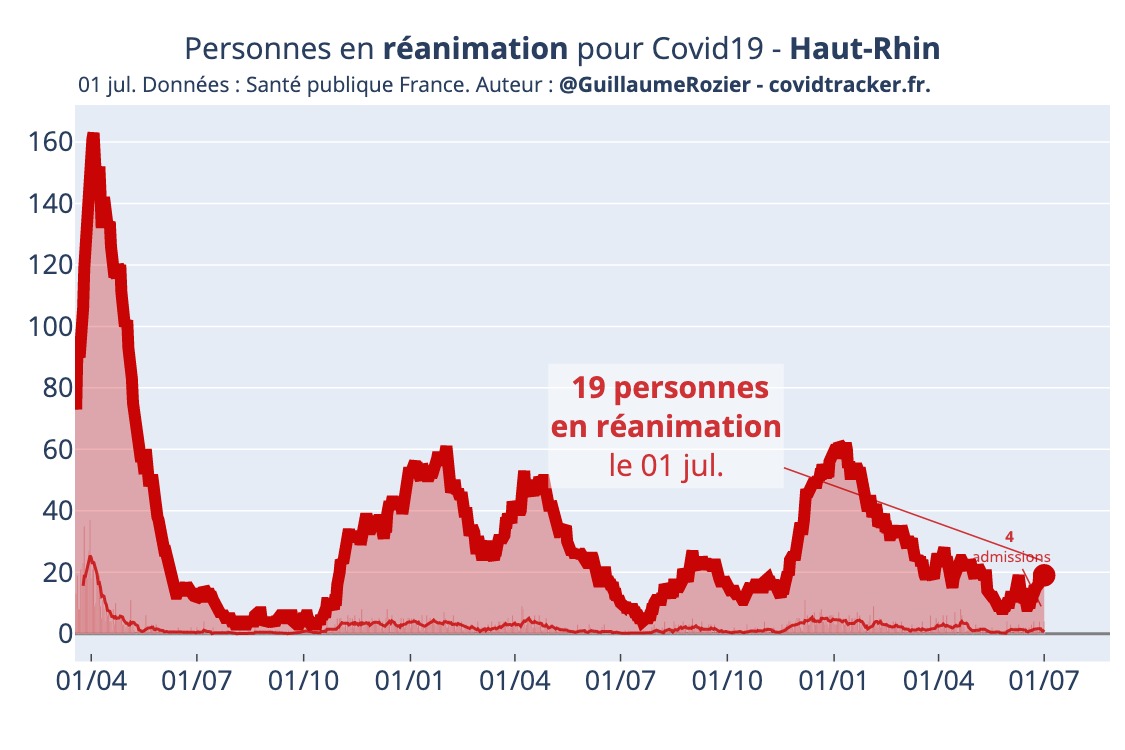 Personnes en réanimation pour Covid19 - Haut-Rhin
01 jul. Données : Santé publique France. Auteur : @GuillaumeRozier - covidtracker.fr.
160
140
120
100
80
60
40
20
0
19 personnes
en réanimation
le 01 jul.
4
admissions
01/04 01/07 01/10 01/01 01/04 01/07 01/10 01/01 01/04 01/07